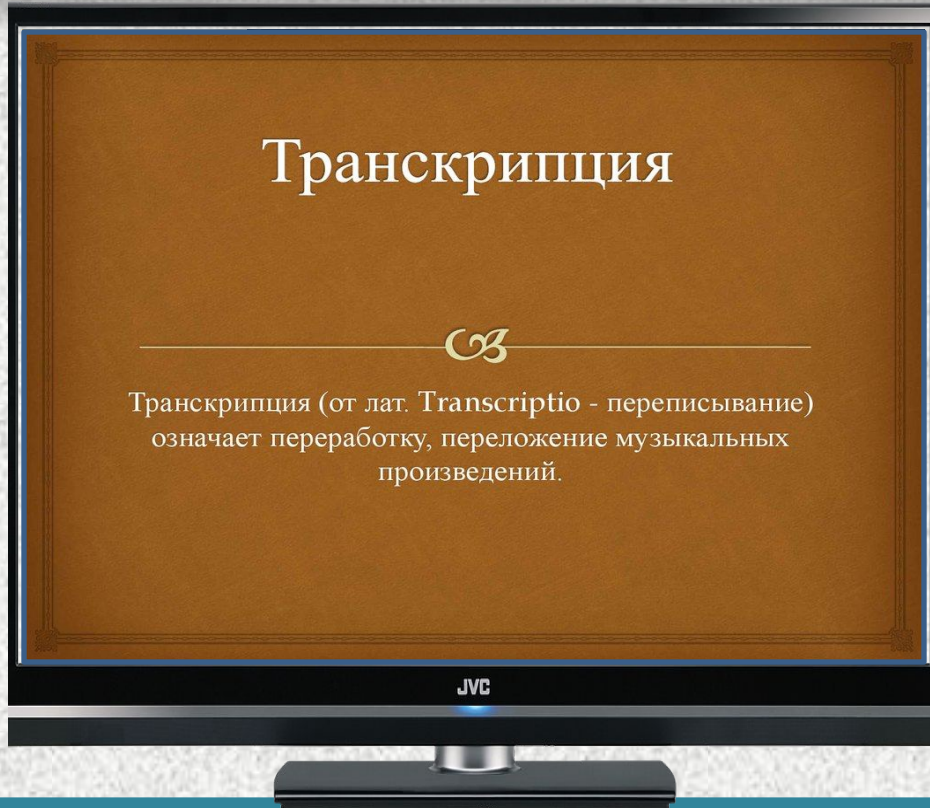 Транскрипция
Транскрипция (от лат. Transcriptio - переписывание)
означает переработку, переложение музыкальных
произведений.
JVC